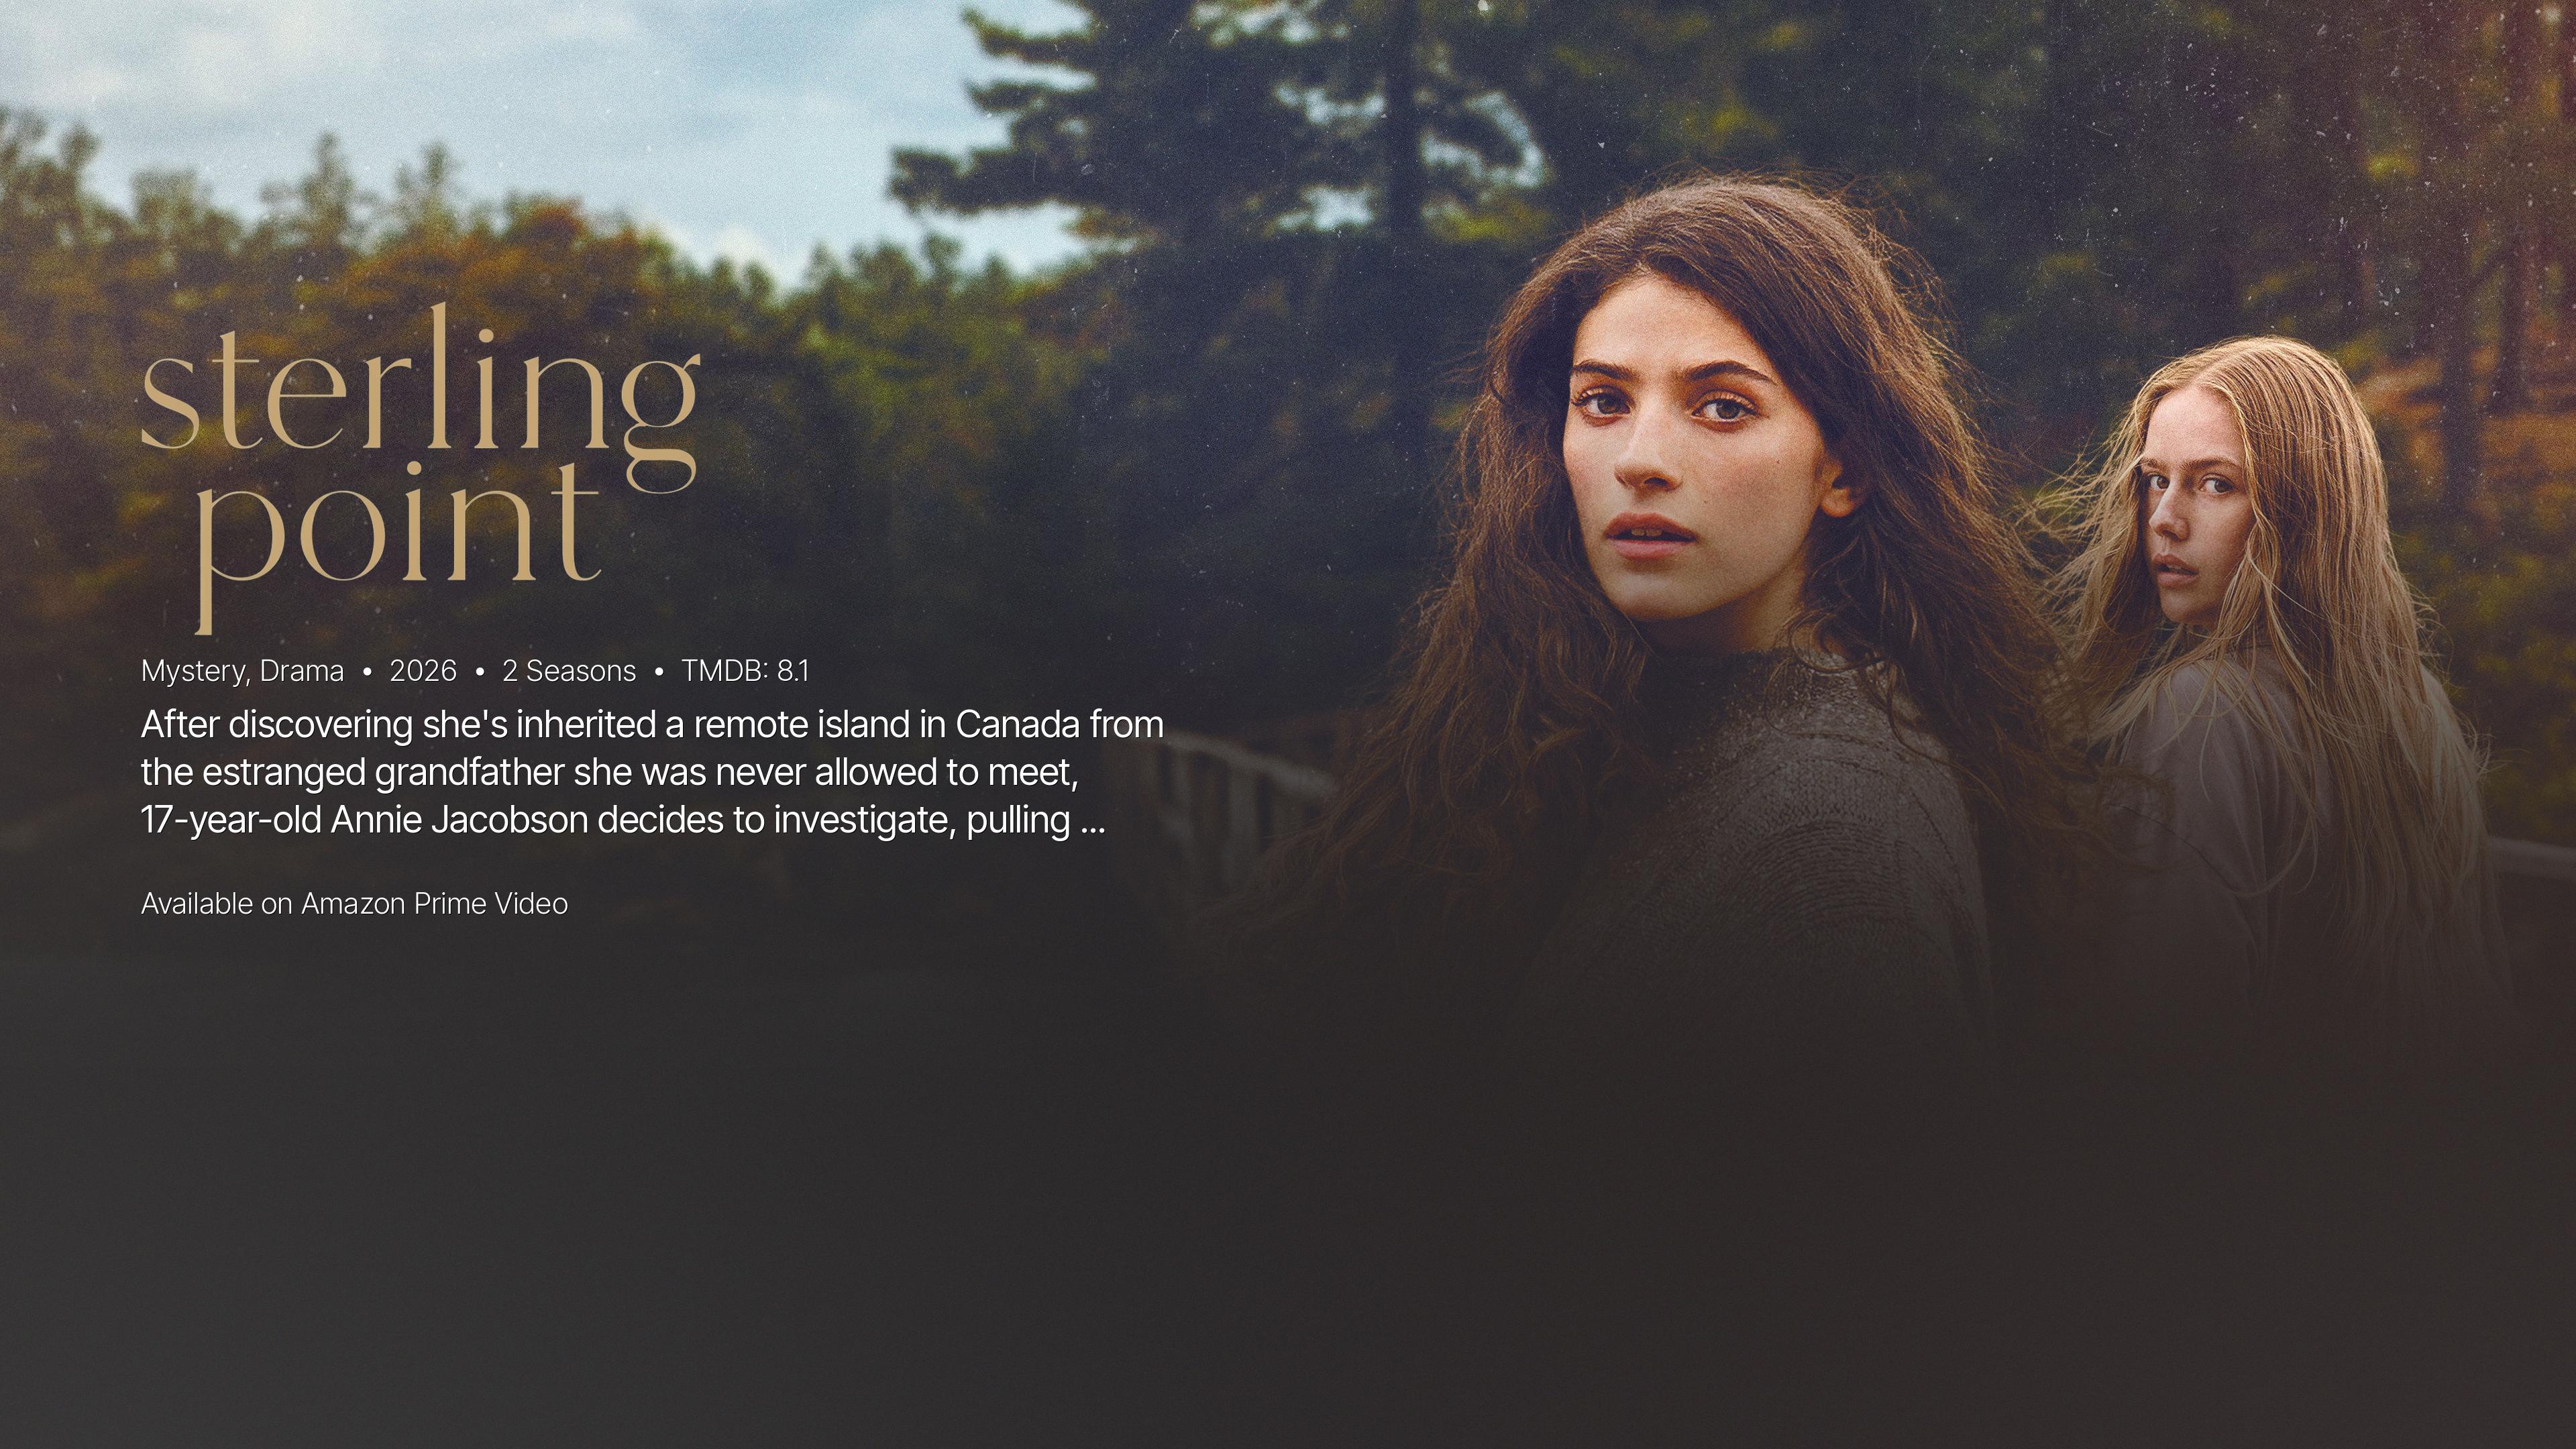 sterling
point
Mystery, Drama • 2026 • 2 Seasons • TMDB: 8.1
After discovering she's inherited a remote island in Canada from
the estranged grandfather she was never allowed to meet,
17-year-old Annie Jacobson decides to investigate, pulling ...
Available on Amazon Prime Video